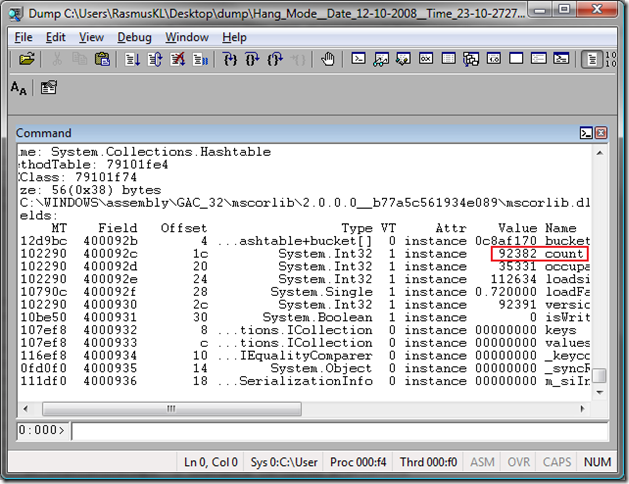 Dump C:\Users\RasmusKL\Desktop\dump\Hang_Mode__Date_12-10-2008__Time_23-10-2727...
File Edit View Debug Window Help
Command
me: System.Collections.Hashtable
thodTable: 79101fe4
Class: 79101f74
ze: 56(0x38) bytes
C:\WINDOWS\assembly\GAC_32\mscorlib\2.0.0.0__b77a5c561934e089\mscorlib.dl
elds:
MT Field Offset Type VT Attr Value Name
12d9bc 400092b 4 ...ashtable+bucket[] 0 instance 0c8af170 bucket
102290 400092c 1c System.Int32 1 instance 92382 count
102290 400092d 20 System.Int32 1 instance 35331 occupa
102290 400092e 24 System.Int32 1 instance 112634 loadsi
10790c 400092f 28 System.Single 1 instance 0.720000 loadFa
102290 4000930 2c System.Int32 1 instance 92391 versio
10be50 4000931 30 System.Boolean 1 instance 0 isWrit
107ef8 4000932 8 ...tions.ICollection 0 instance 00000000 keys
107ef8 4000933 c ...tions.ICollection 0 instance 00000000 values
116ef8 4000934 10 ...IEqualityComparer 0 instance 00000000 _keyco
0fd0f0 4000935 14 System.Object 0 instance 00000000 _syncR
111df0 4000936 18 ...SerializationInfo 0 instance 00000000 m_siIn
0:000>
Ln 0, Col 0 Sys 0:C:\User Proc 000:f4 Thrd 000:f0 ASM OVR CAPS NUM